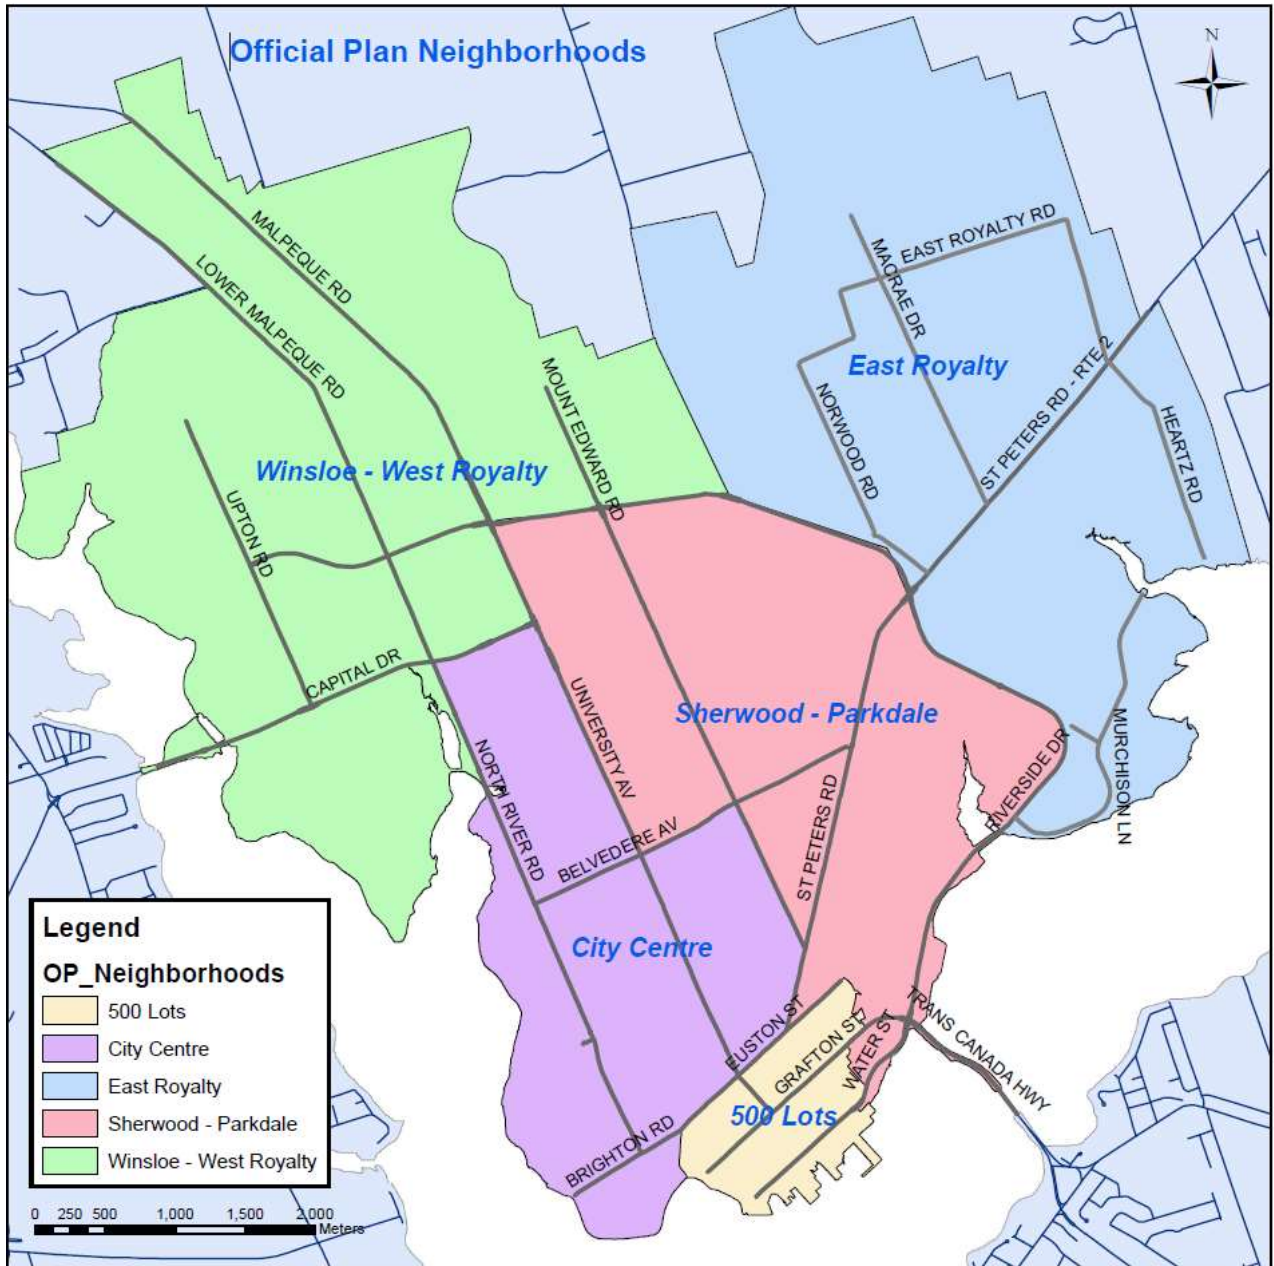 Official Plan Neighborhoods
N
MALPEQUE RD
LOWER MALPEQUE RD
EAST ROYALTY RD
MACRAE DR
East Royalty
MOUNT EDWARD RD
NORWOOD RD
ST PETERS RD - RTE 2
HEARTZ RD
Winsloe - West Royalty
UPTON RD
CAPITAL DR
UNIVERSITY AV
Sherwood - Parkdale
NORTH RIVER RD
MURCHISON LN
RIVERSIDE DR
BELVEDERE AV
ST PETERS RD
City Centre
EUSTON ST
GRAFTON ST
WATER ST
TRANS CANADA HWY
500 Lots
BRIGHTON RD
Legend
OP_Neighborhoods
500 Lots
City Centre
East Royalty
Sherwood - Parkdale
Winsloe - West Royalty
0 250 500 1,000 1,500 2,000
Meters